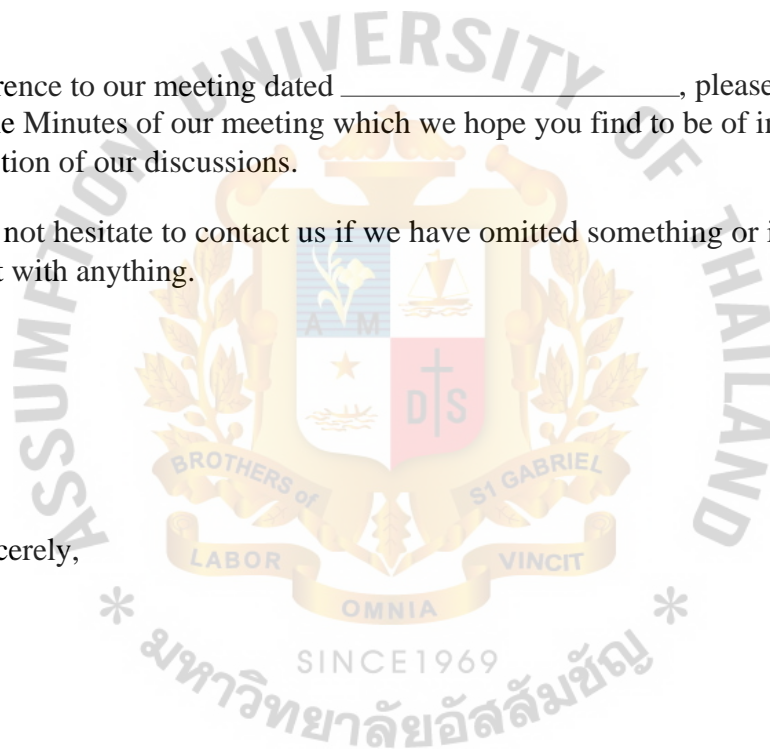 rence to our meeting dated ______________________, please
e Minutes of our meeting which we hope you find to be of i
tion of our discussions.
not hesitate to contact us if we have omitted something or i
t with anything.
cerely,
ASSUMPTION UNIVERSITY OF THAILAND
A M
D S
BROTHERS of S1 GABRIEL
LABOR OMNIA VINCIT
SINCE1969
* มหาวิทยาลัยอัสสัมชัญ *